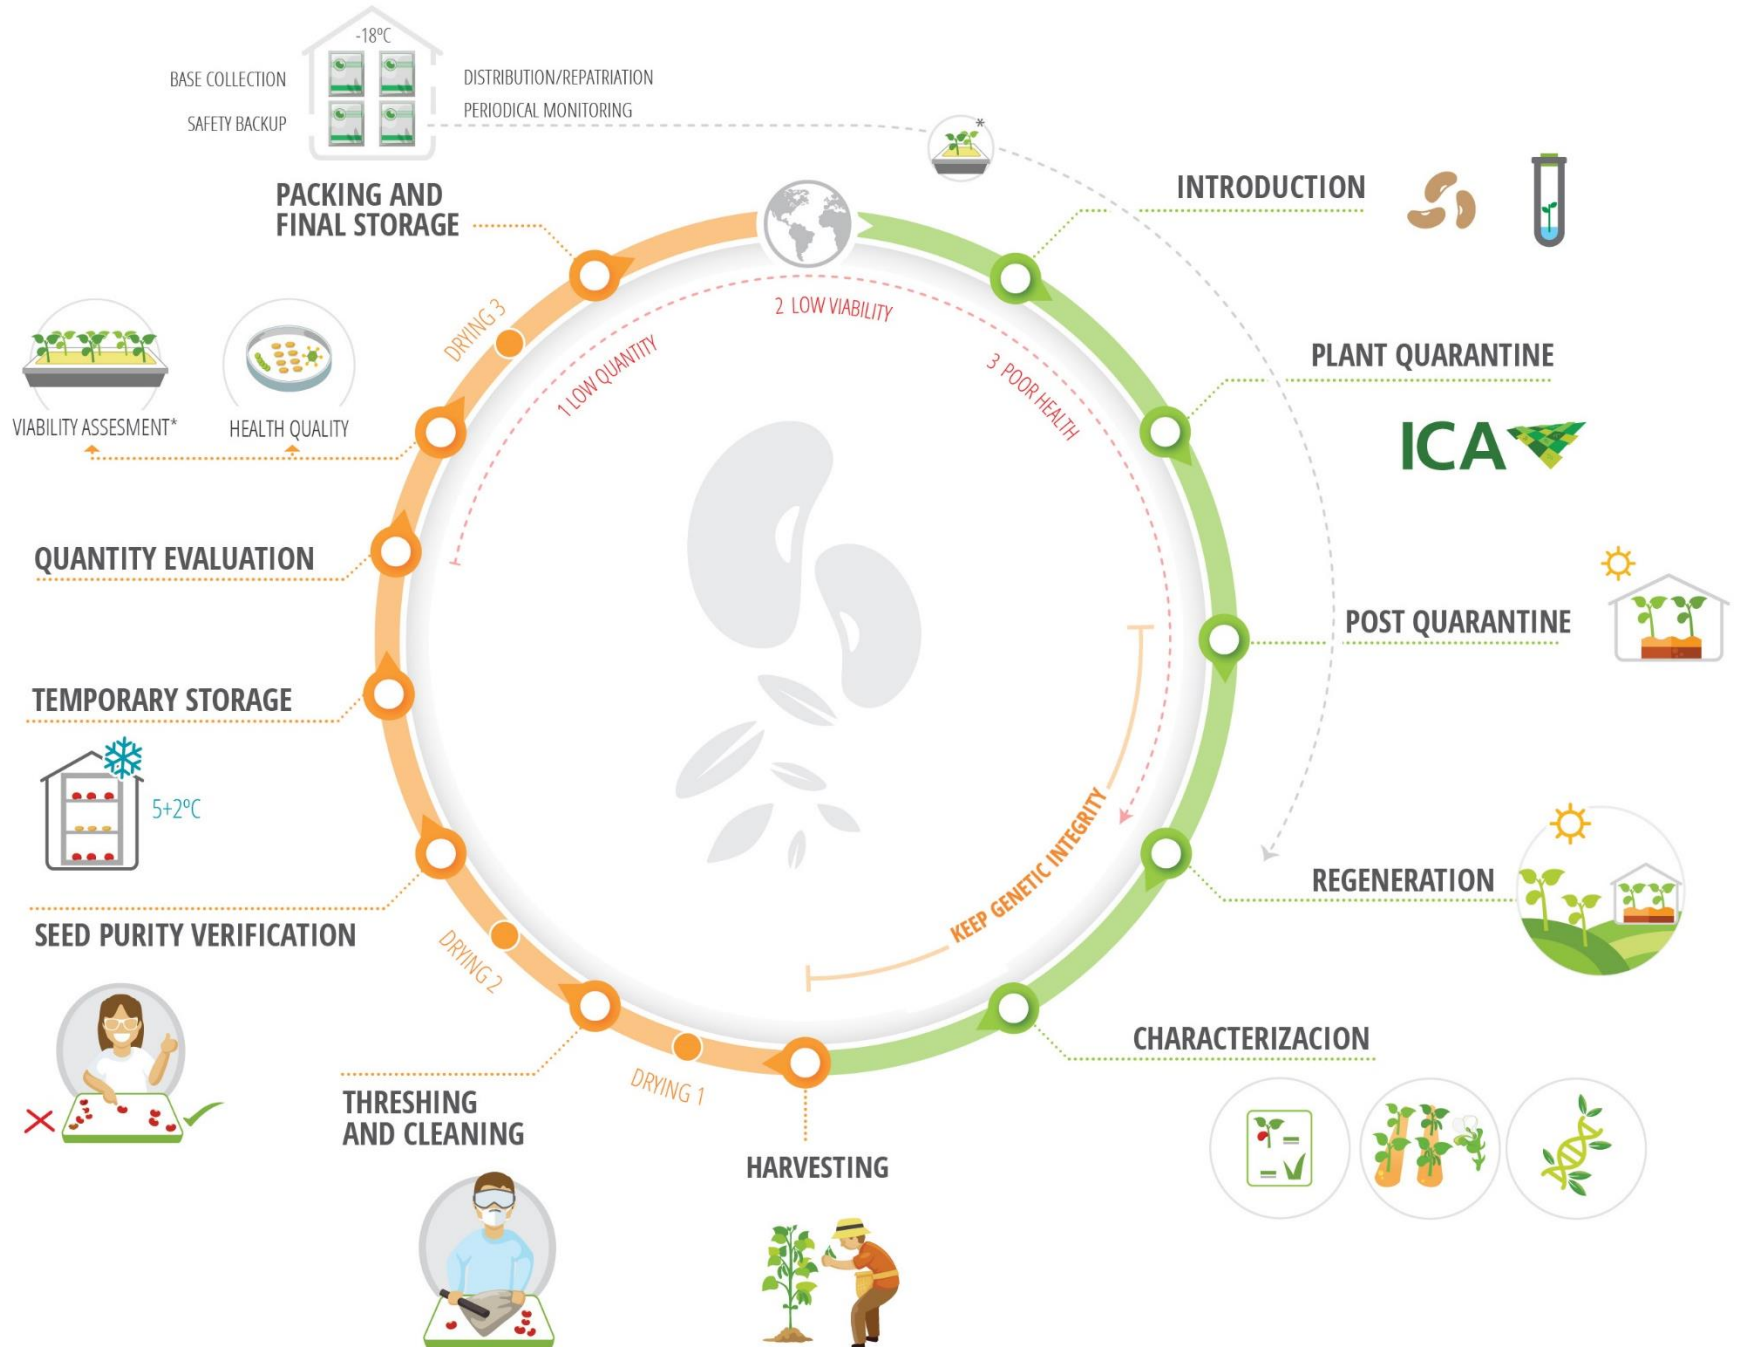 -18ºC
BASE COLLECTION
SAFETY BACKUP
DISTRIBUTION/REPATRIATION
PERIODICAL MONITORING
*
PACKING AND
FINAL STORAGE
INTRODUCTION
PLANT QUARANTINE
ICA
POST QUARANTINE
REGENERATION
CHARACTERIZACION
HARVESTING
DRYING 1
THRESHING
AND CLEANING
DRYING 2
SEED PURITY VERIFICATION
TEMPORARY STORAGE
5+2ºC
QUANTITY EVALUATION
VIABILITY ASSESMENT*
HEALTH QUALITY
DRYING 3
1 LOW QUANTITY
2 LOW VIABILITY
3 POOR HEALTH
KEEP GENETIC INTEGRITY